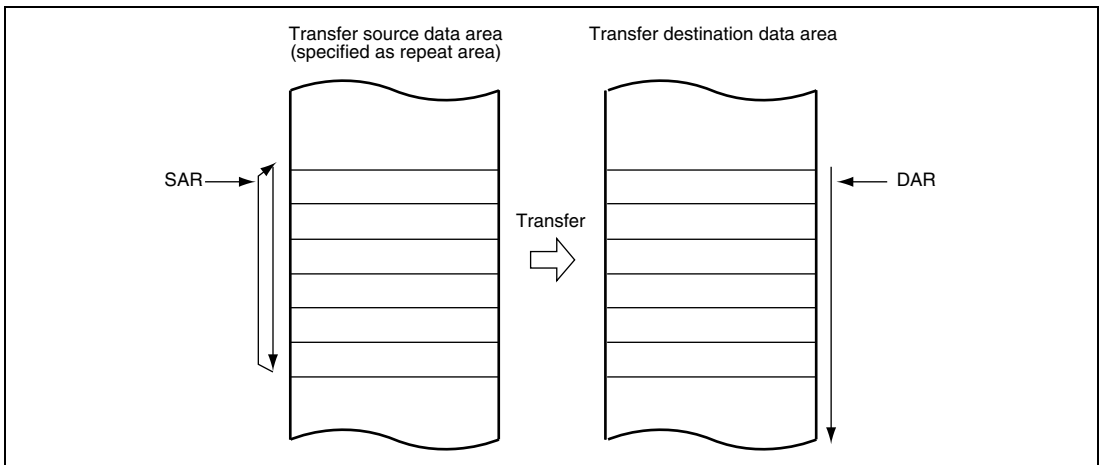 Transfer source data area
(specified as repeat area)
Transfer destination data area
SAR
Transfer
DAR